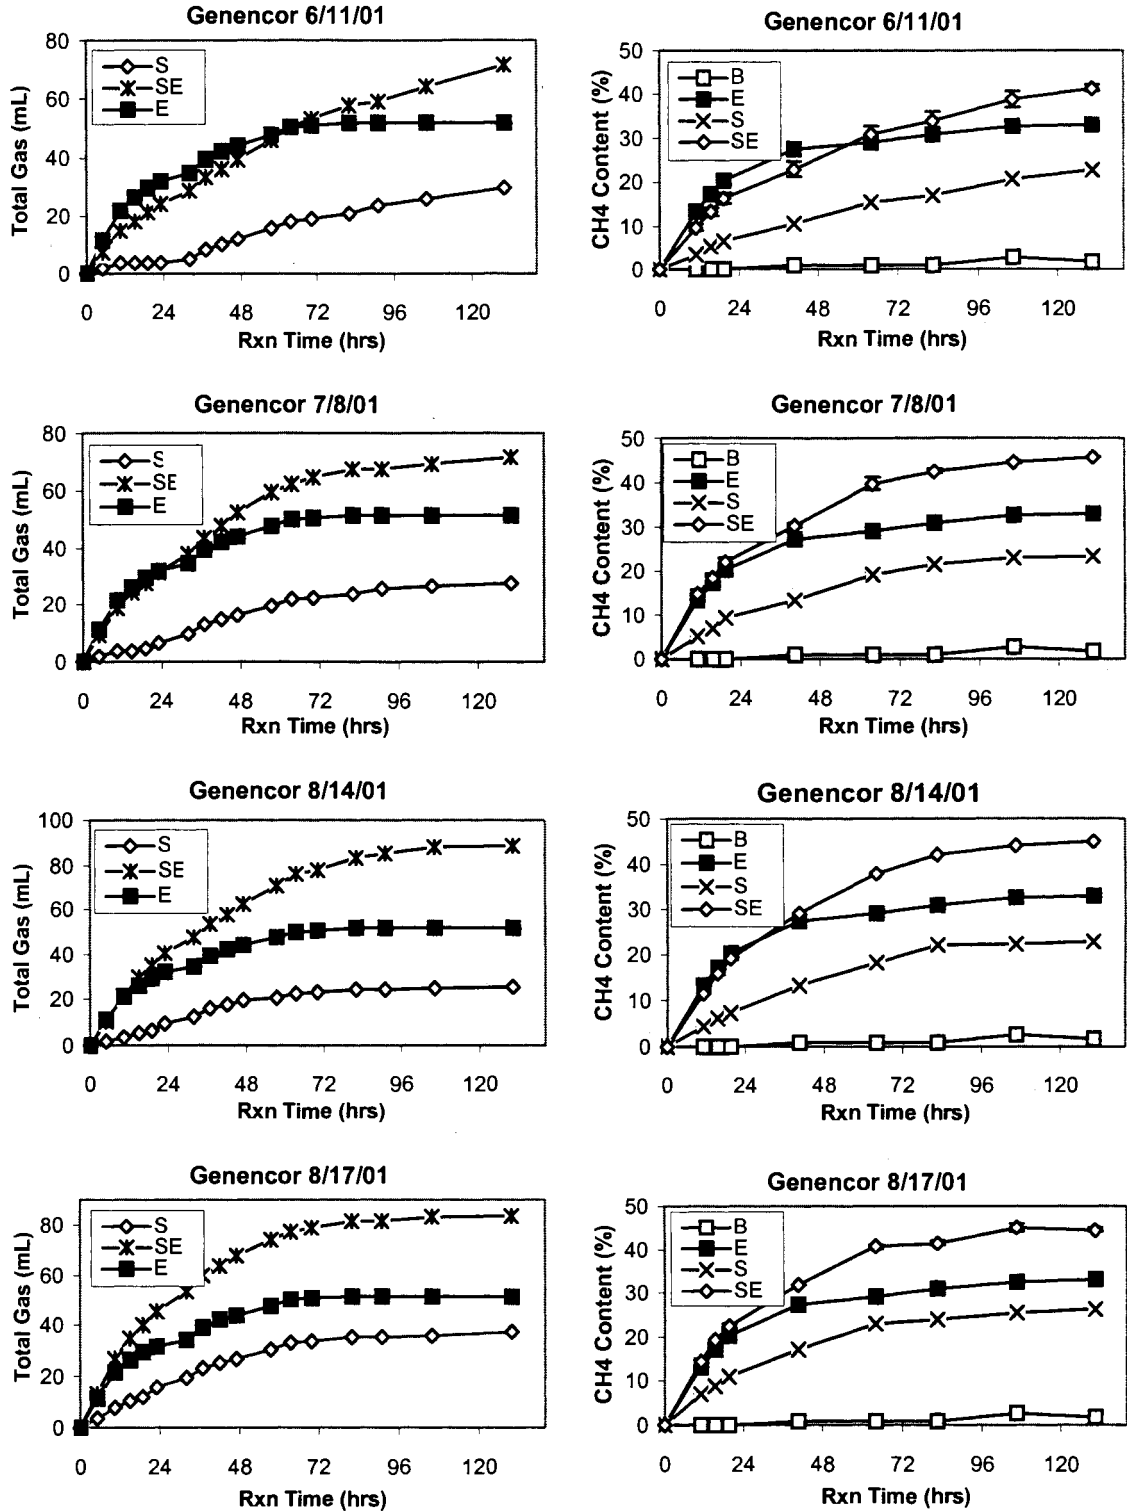 Genencor 6/11/01
Total Gas (mL)
80
60
40
20
0
S
SE
E
0 24 48 72 96 120
Rxn Time (hrs)
Genencor 6/11/01
CH4 Content (%)
50
40
30
20
10
0
B
E
S
SE
0 24 48 72 96 120
Rxn Time (hrs)
Genencor 7/8/01
Total Gas (mL)
80
60
40
20
0
S
SE
E
0 24 48 72 96 120
Rxn Time (hrs)
Genencor 7/8/01
CH4 Content (%)
50
40
30
20
10
0
B
E
S
SE
0 24 48 72 96 120
Rxn Time (hrs)
Genencor 8/14/01
Total Gas (mL)
100
80
60
40
20
0
S
SE
E
0 24 48 72 96 120
Rxn Time (hrs)
Genencor 8/14/01
CH4 Content (%)
50
40
30
20
10
0
B
E
S
SE
0 24 48 72 96 120
Rxn Time (hrs)
Genencor 8/17/01
Total Gas (mL)
80
60
40
20
0
S
SE
E
0 24 48 72 96 120
Rxn Time (hrs)
Genencor 8/17/01
CH4 Content (%)
50
40
30
20
10
0
B
E
S
SE
0 24 48 72 96 120
Rxn Time (hrs)